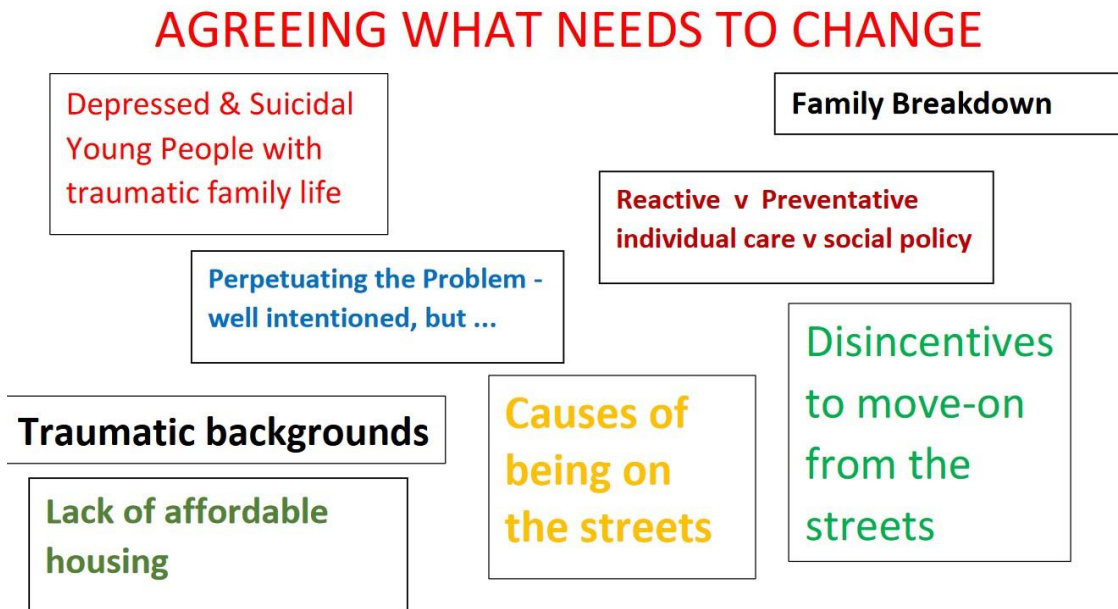 AGREEING WHAT NEEDS TO CHANGE
Depressed & Suicidal
Young People with
traumatic family life
Family Breakdown
Reactive v Preventative
individual care v social policy
Perpetuating the Problem -
well intentioned, but ...
Disincentives
to move-on
from the
streets
Causes of
being on
the streets
Traumatic backgrounds
Lack of affordable
housing